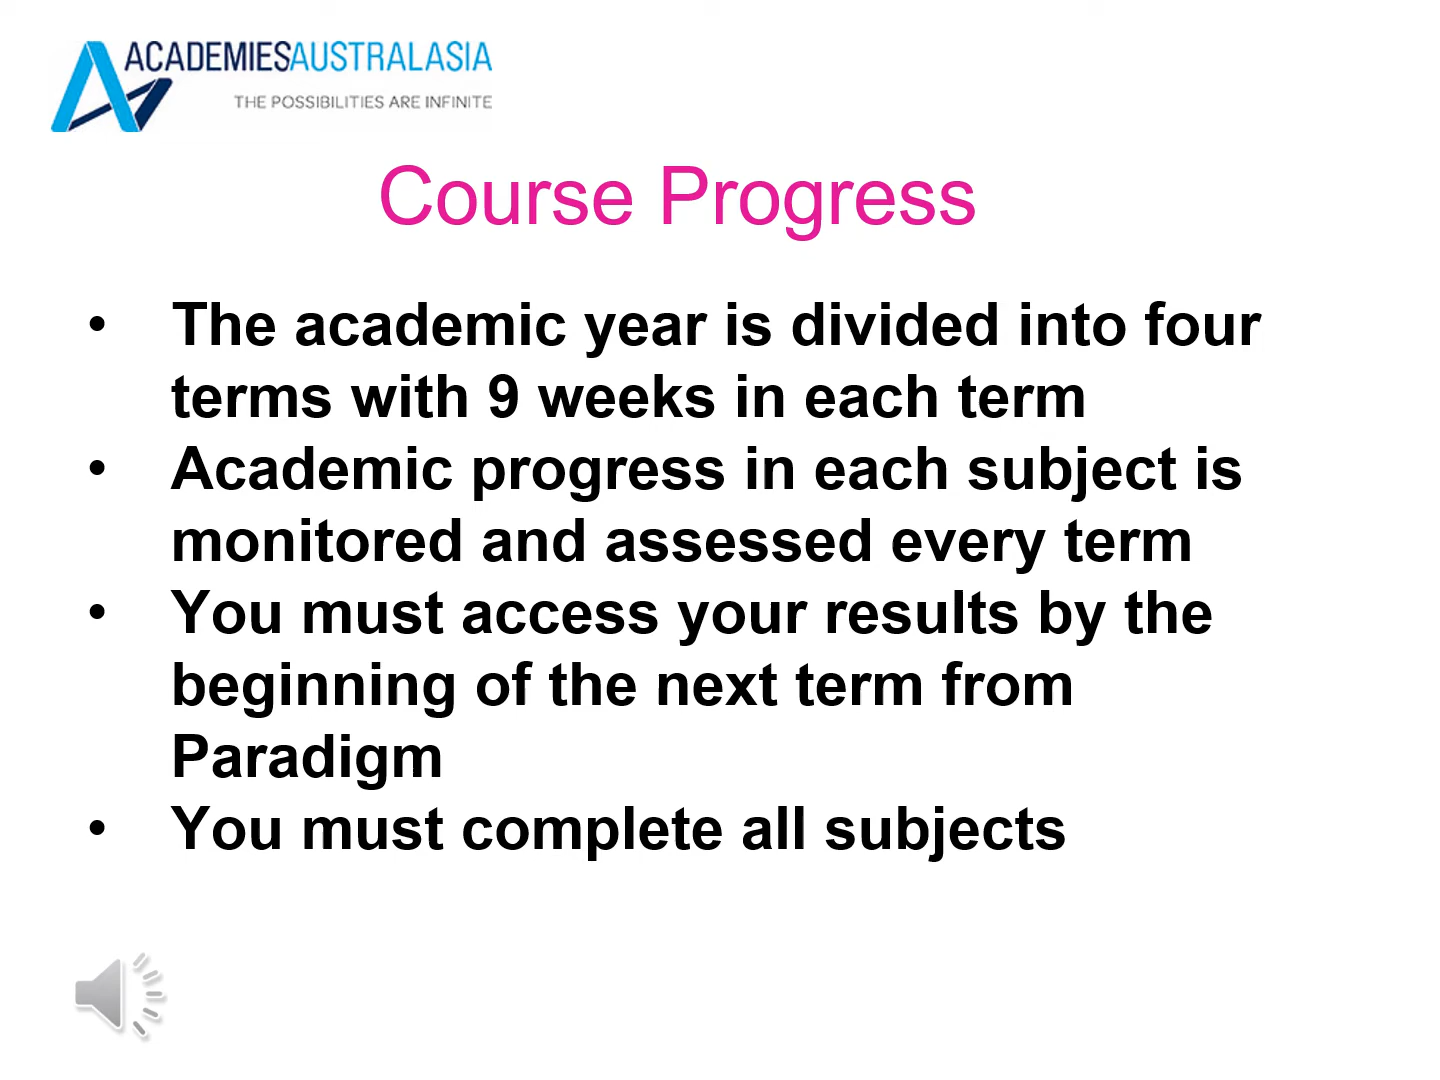 ACADEMIESAUSTRALASIA
THE POSSIBILITIES ARE INFINITE
Course Progress
• The academic year is divided into four
terms with 9 weeks in each term
• Academic progress in each subject is
monitored and assessed every term
• You must access your results by the
beginning of the next term from
Paradigm
• You must complete all subjects